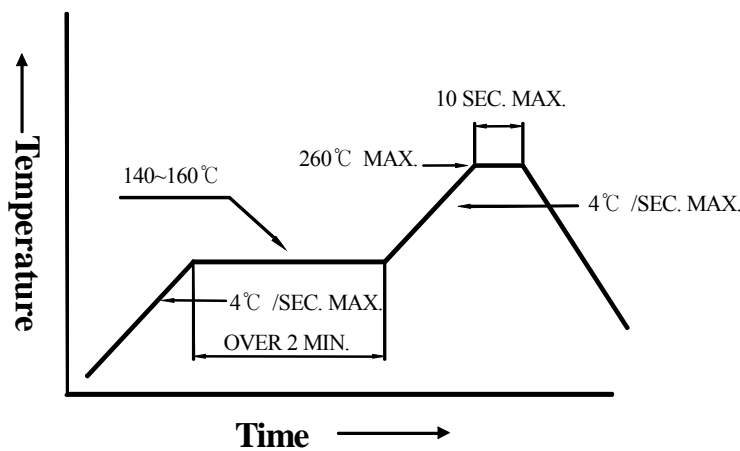 10 SEC. MAX.
260℃ MAX.
140~160℃
4℃ /SEC. MAX.
4℃ /SEC. MAX.
OVER 2 MIN.
Temperature
Time